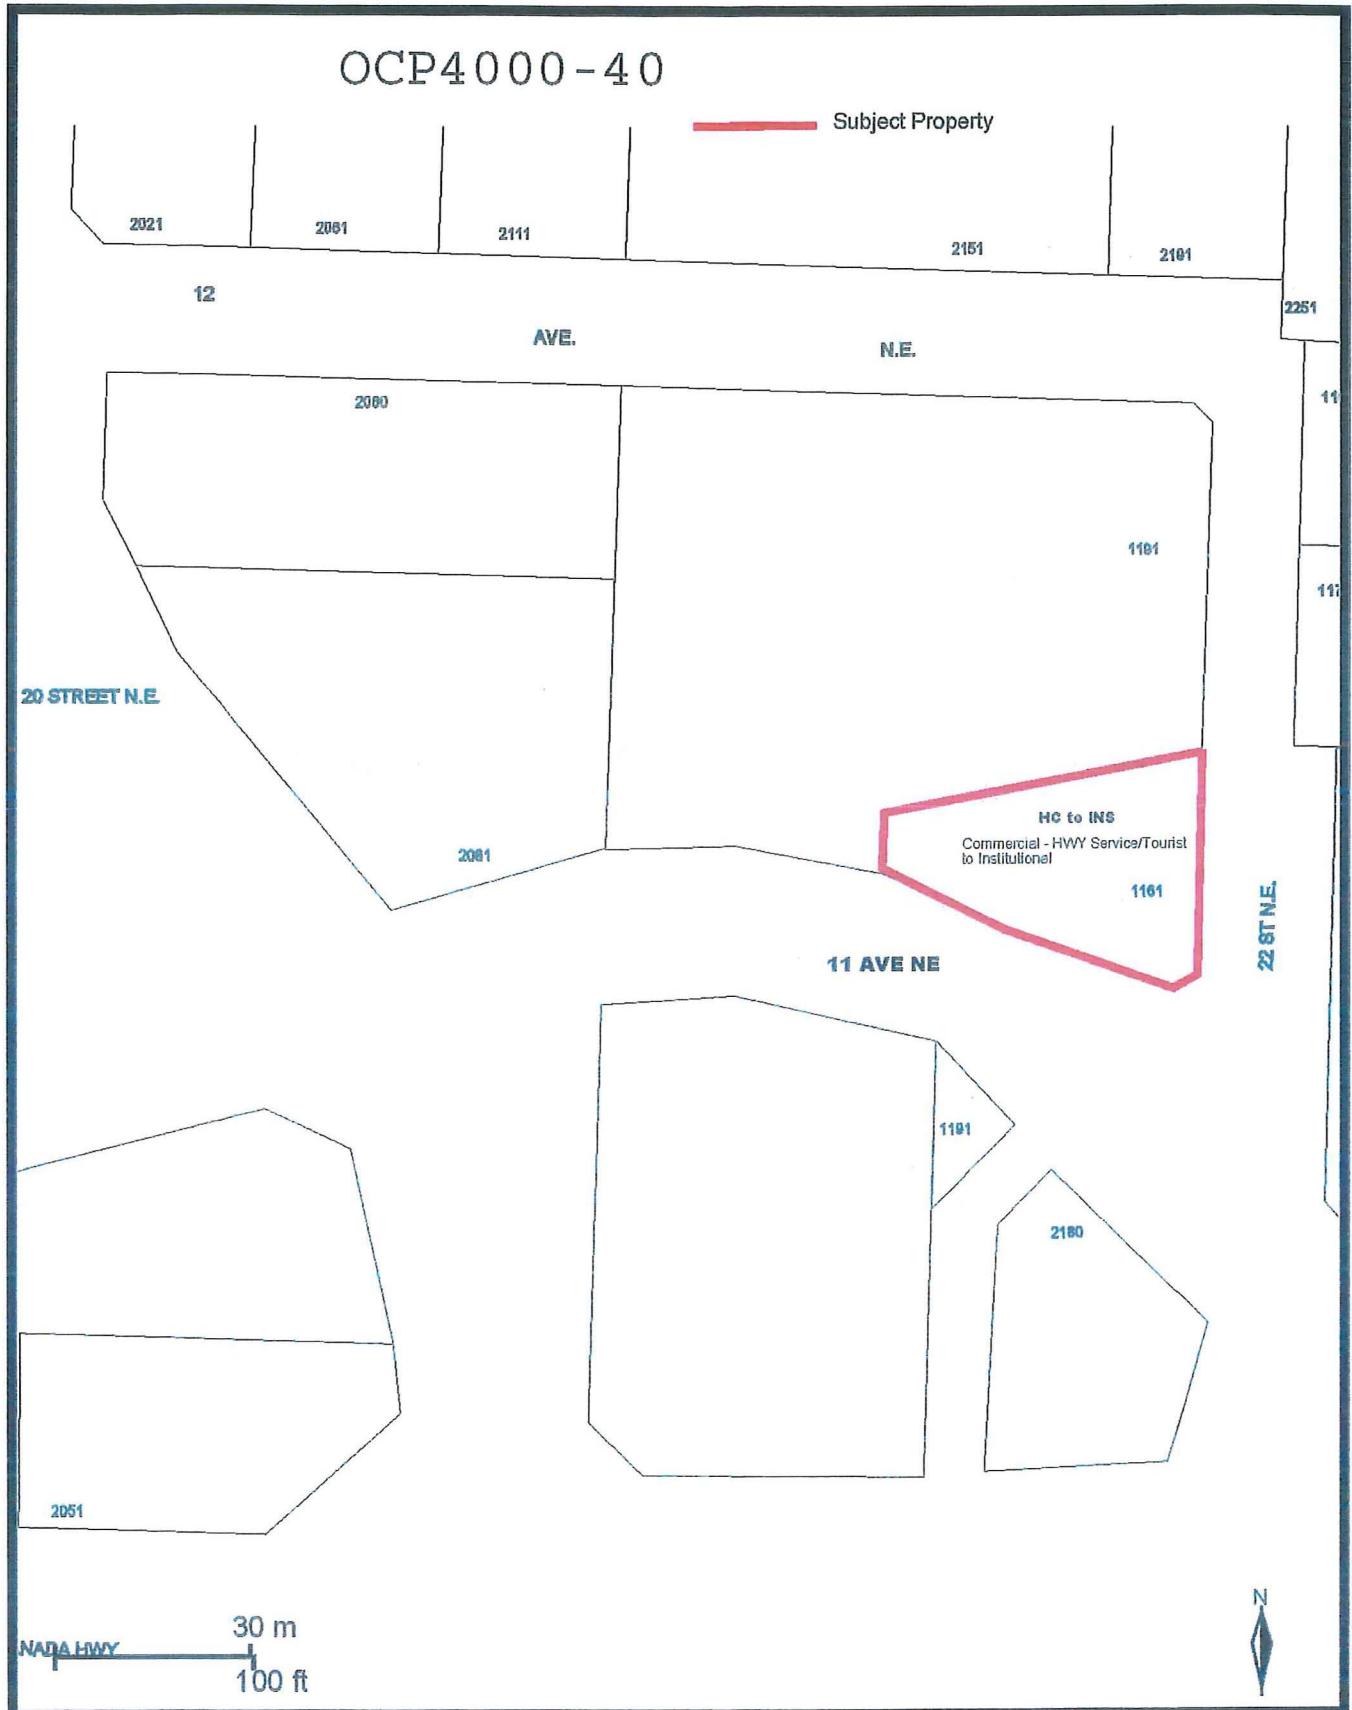 OCP4000-40
Subject Property
2021
2061
2111
2151
2191
12
AVE.
N.E.
2251
2060
1191
20 STREET N.E.
HC to INS
Commercial - HWY Service/Tourist
to Institutional
2081
1161
22 ST N.E.
11 AVE NE
1191
2180
2051
N
30 m
NADA HWY
100 ft